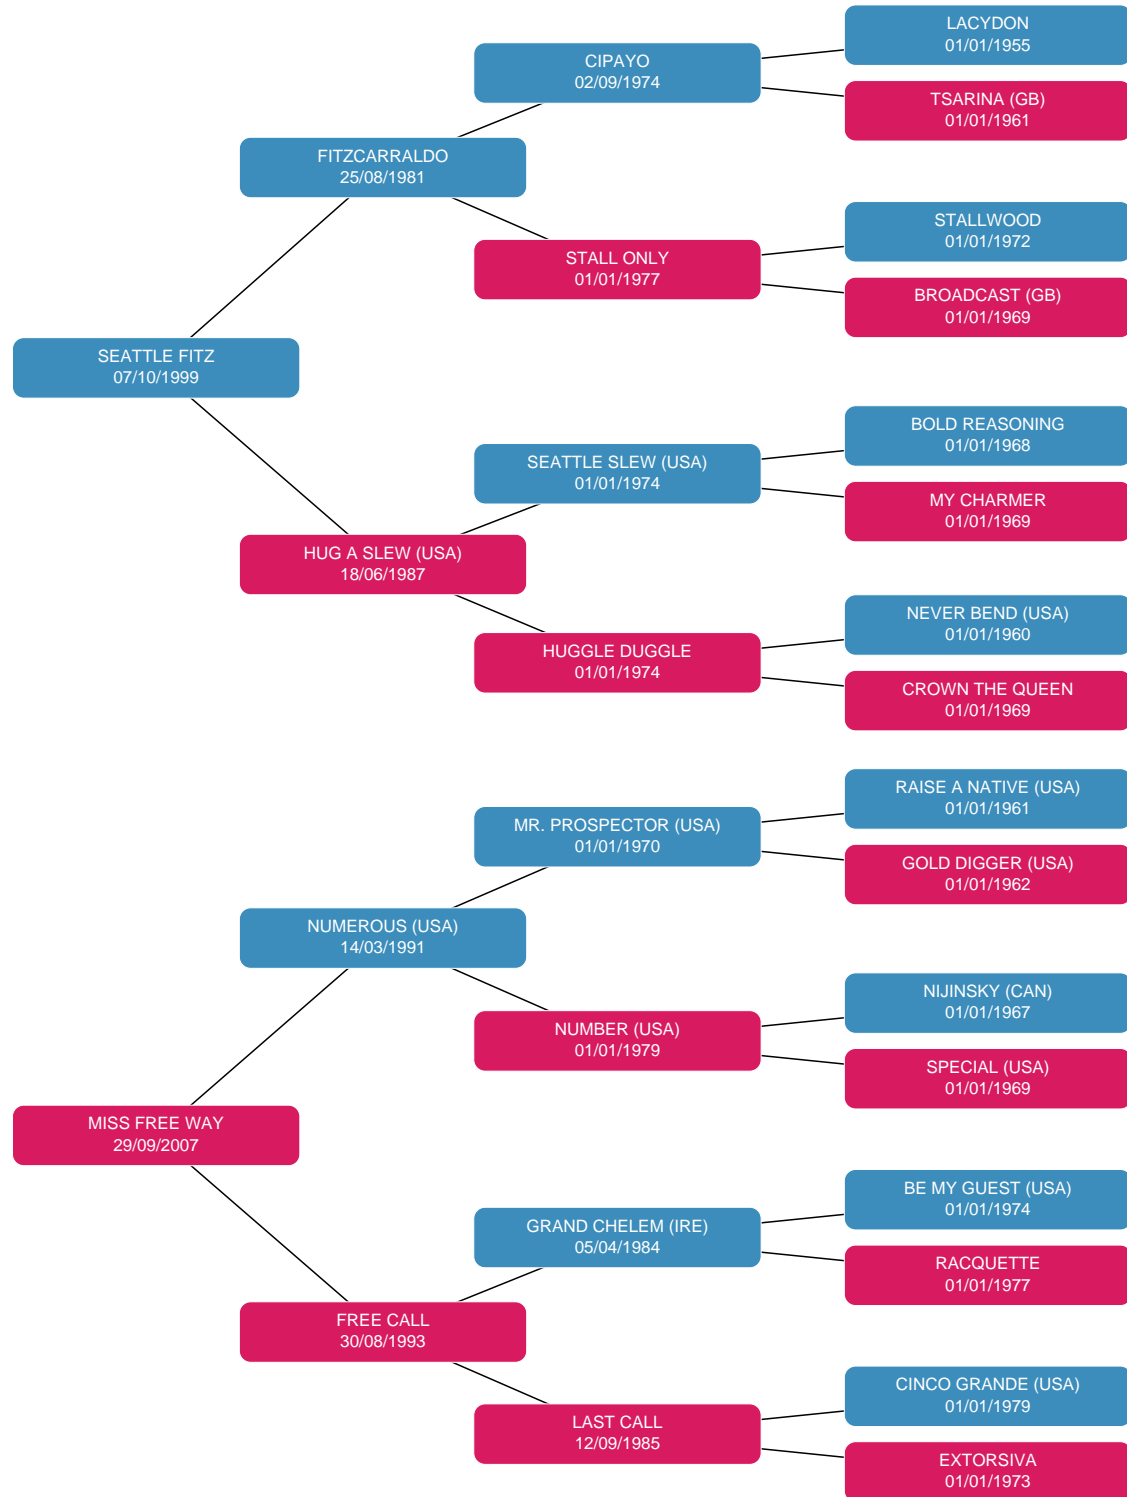 LACYDON
01/01/1955
CIPAYO
02/09/1974
TSARINA (GB)
01/01/1961
FITZCARRALDO
25/08/1981
STALLWOOD
01/01/1972
STALL ONLY
01/01/1977
BROADCAST (GB)
01/01/1969
SEATTLE FITZ
07/10/1999
BOLD REASONING
01/01/1968
SEATTLE SLEW (USA)
01/01/1974
MY CHARMER
01/01/1969
HUG A SLEW (USA)
18/06/1987
NEVER BEND (USA)
01/01/1960
HUGGLE DUGGLE
01/01/1974
CROWN THE QUEEN
01/01/1969
RAISE A NATIVE (USA)
01/01/1961
MR. PROSPECTOR (USA)
01/01/1970
GOLD DIGGER (USA)
01/01/1962
NUMEROUS (USA)
14/03/1991
NIJINSKY (CAN)
01/01/1967
NUMBER (USA)
01/01/1979
SPECIAL (USA)
01/01/1969
MISS FREE WAY
29/09/2007
BE MY GUEST (USA)
01/01/1974
GRAND CHELEM (IRE)
05/04/1984
RACQUETTE
01/01/1977
FREE CALL
30/08/1993
CINCO GRANDE (USA)
01/01/1979
LAST CALL
12/09/1985
EXTORSIVA
01/01/1973